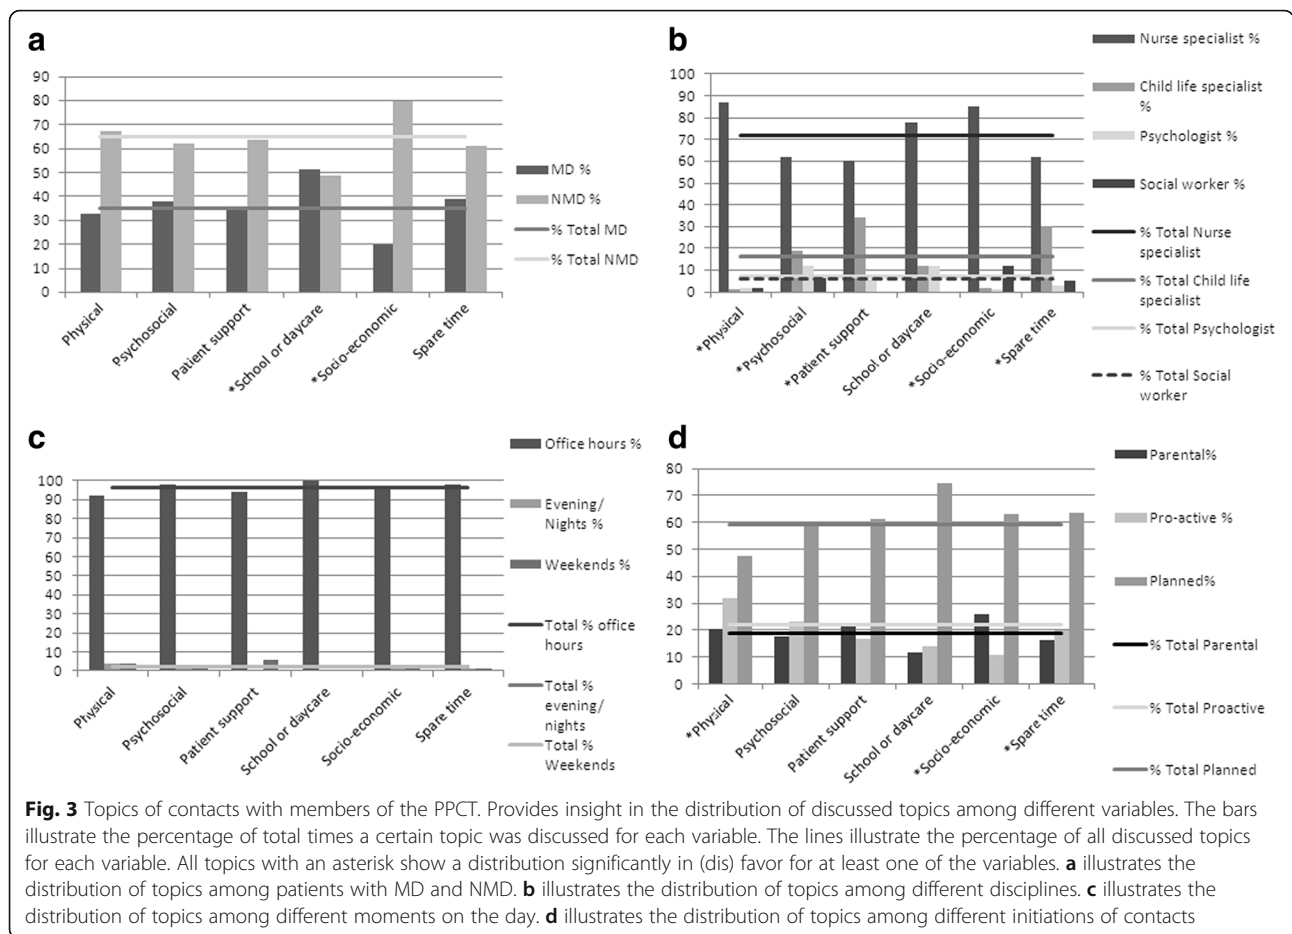 a
90
80
70
60
50
40
30
20
10
0
Physical
Psychosocial
Patient support
*School or daycare
*Socio-economic
Spare time
MD %
NMD %
% Total MD
% Total NMD
b
100
90
80
70
60
50
40
30
20
10
0
*Physical
*Psychosocial
*Patient support
School or daycare
*Socio-economic
*Spare time
Nurse specialist %
Child life specialist
%
Psychologist %
Social worker %
% Total Nurse
specialist
% Total Child life
specialist
% Total Psychologist
% Total Social
worker
c
100
90
80
70
60
50
40
30
20
10
0
Physical
Psychosocial
Patient support
School or daycare
Socio-economic
Spare time
Office hours %
Evening/
Nights %
Weekends %
Total % office
hours
Total %
evening/
nights
Total %
Weekends
d
80
70
60
50
40
30
20
10
0
*Physical
Psychosocial
Patient support
School or daycare
*Socio-economic
*Spare time
Parental%
Pro-active %
Planned%
% Total Parental
% Total Proactive
% Total Planned
Fig. 3 Topics of contacts with members of the PPCT. Provides insight in the distribution of discussed topics among different variables. The bars
illustrate the percentage of total times a certain topic was discussed for each variable. The lines illustrate the percentage of all discussed topics
for each variable. All topics with an asterisk show a distribution significantly in (dis) favor for at least one of the variables. a illustrates the
distribution of topics among patients with MD and NMD. b illustrates the distribution of topics among different disciplines. c illustrates the
distribution of topics among different moments on the day. d illustrates the distribution of topics among different initiations of contacts